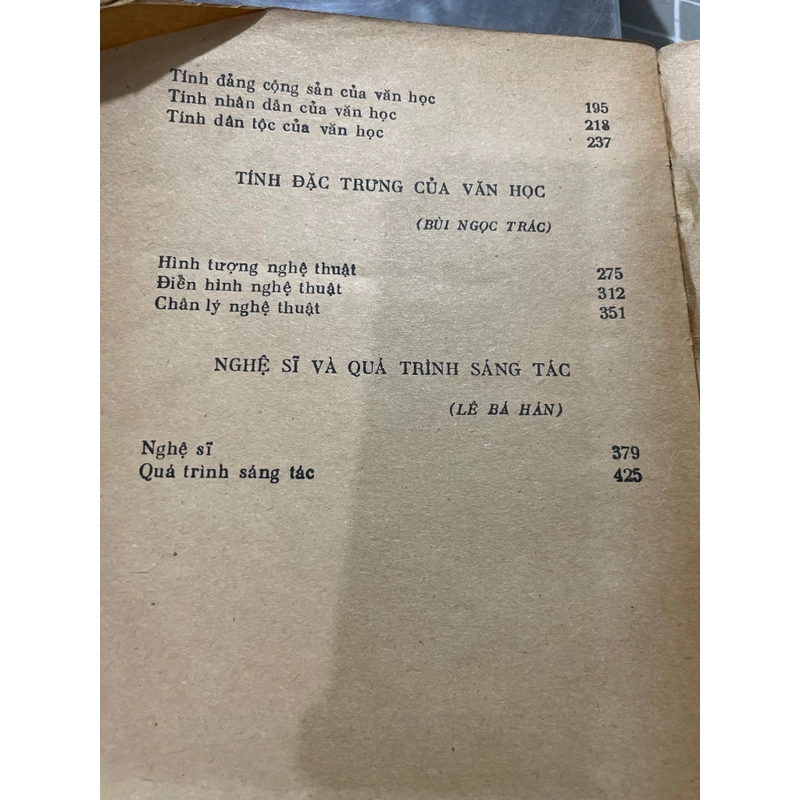 Tính đảng cộng sản của văn học 195
Tính nhân dân của văn học 218
Tính dân tộc của văn học 237
TÍNH ĐẶC TRƯNG CỦA VĂN HỌC
(BÙI NGỌC TRÁC)
Hình tượng nghệ thuật 275
Điển hình nghệ thuật 312
Chân lý nghệ thuật 351
NGHỆ SĨ VÀ QUÁ TRÌNH SÁNG TÁC
(LÊ BÁ HÁN)
Nghệ sĩ 379
Quá trình sáng tác 425